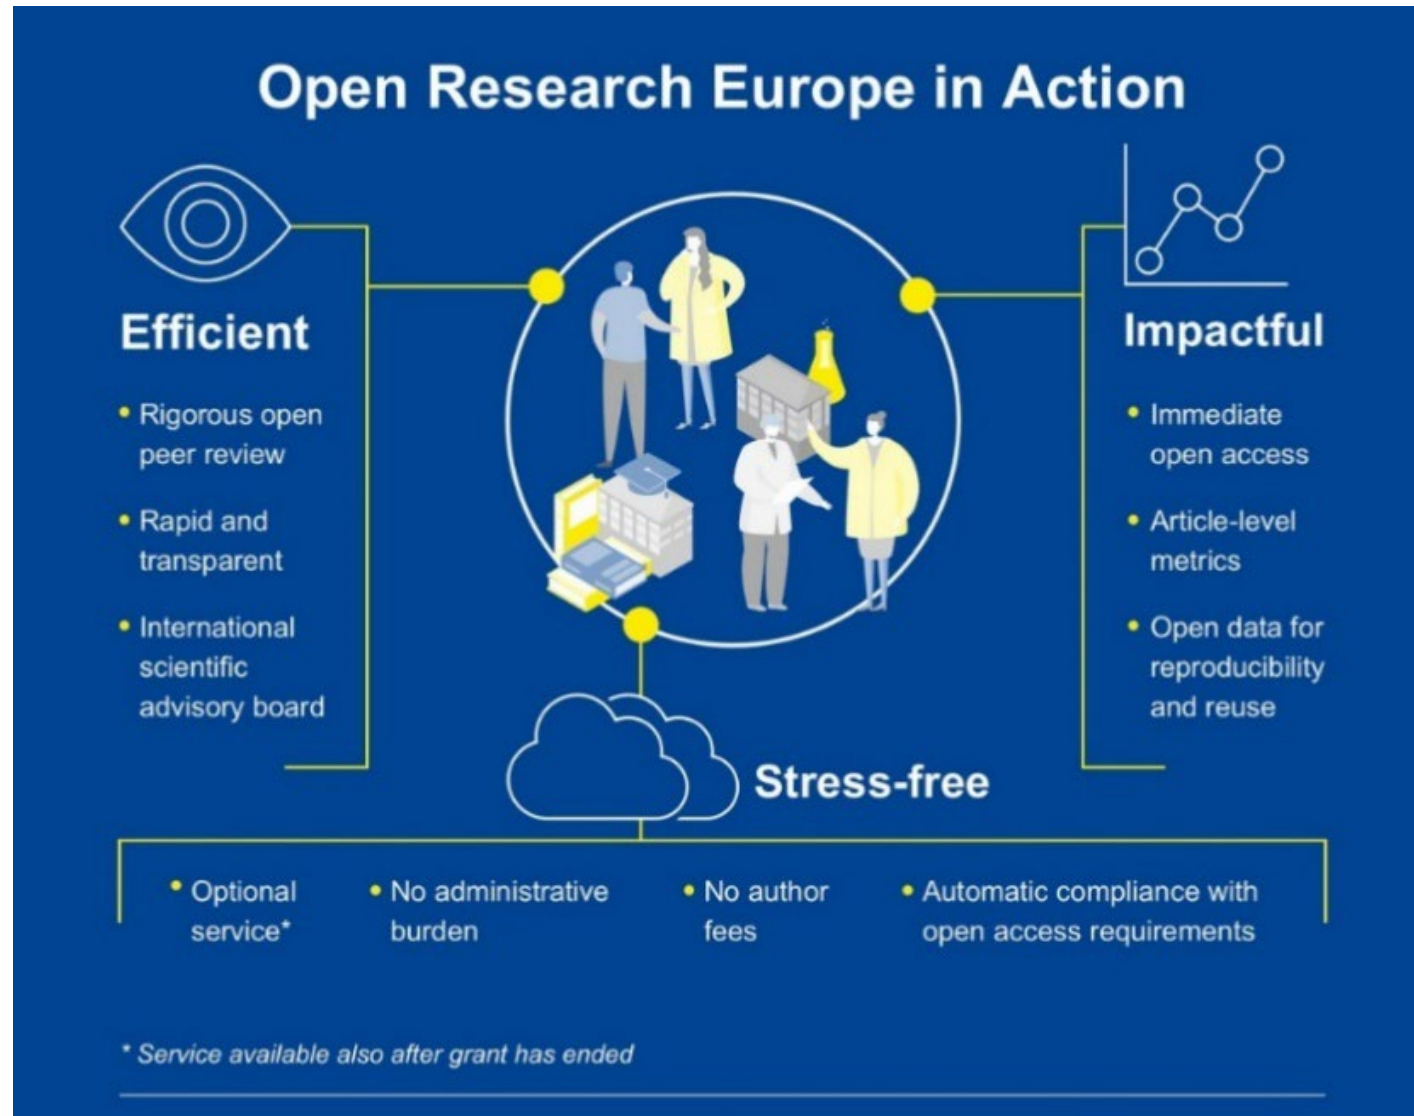 Open Research Europe in Action
Efficient
• Rigorous open
peer review
• Rapid and
transparent
• International
scientific
advisory board
Impactful
• Immediate
open access
• Article-level
metrics
• Open data for
reproducibility
and reuse
Stress-free
• Optional
service*
• No administrative
burden
• No author
fees
• Automatic compliance with
open access requirements
* Service available also after grant has ended